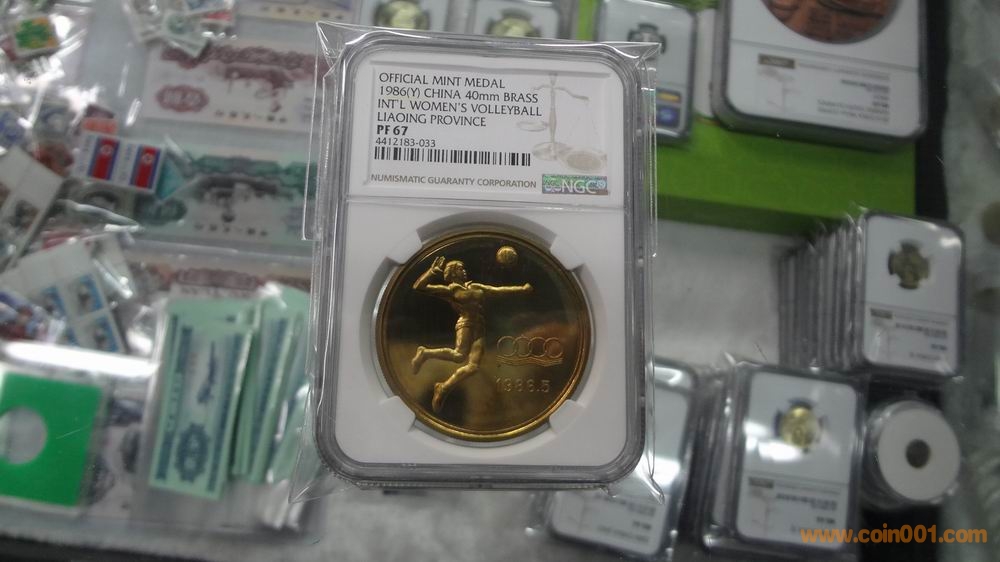 OFFICIAL MINT MEDAL
1986(Y) CHINA 40mm BRASS
INT'L WOMEN'S VOLLEYBALL
LIAOING PROVINCE
PF 67
4412183-033
NUMISMATIC GUARANTY CORPORATION
NGC
1986.5
www.coin001.com